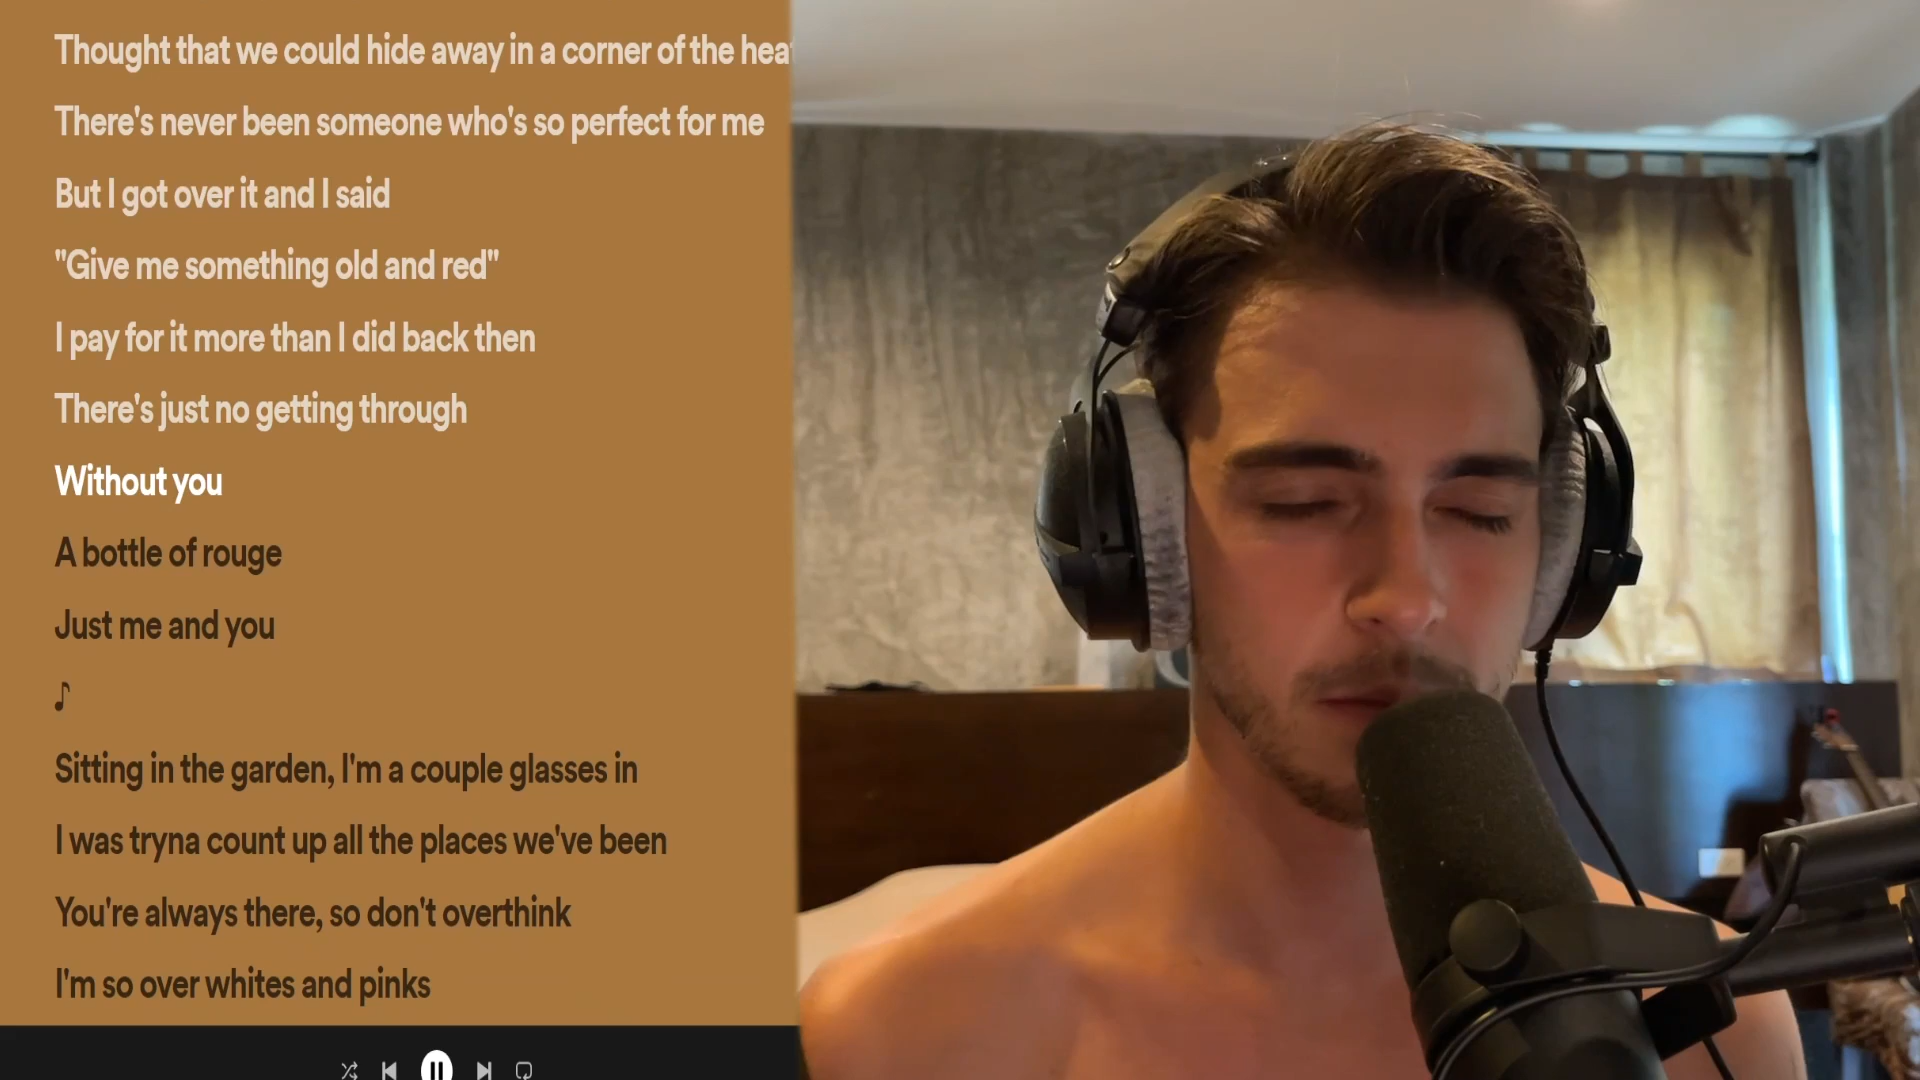 Thought that we could hide away in a corner of the
There's never been someone who's so perfect for me
But I got over it and I said
"Give me something old and red"
I pay for it more than I did back then
There's just no getting through
Without you
A bottle of rouge
Just me and you
♪
Sitting in the garden, I'm a couple glasses in
I was tryna count up all the places we've been
You're always there, so don't overthink
I'm so over whites and pinks